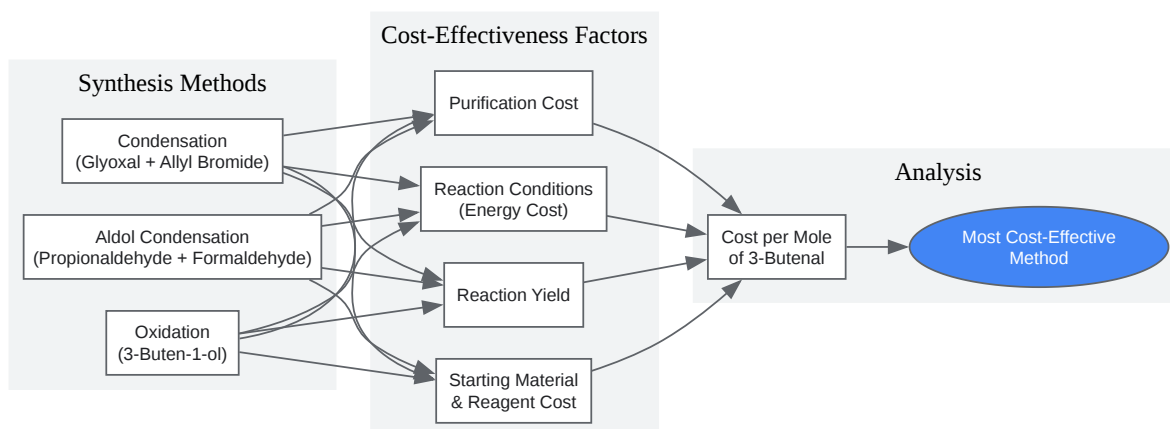 Synthesis Methods
Condensation
(Glyoxal + Allyl Bromide)
Aldol Condensation
(Propionaldehyde + Formaldehyde)
Oxidation
(3-Buten-1-ol)
Cost-Effectiveness Factors
Purification Cost
Reaction Conditions
(Energy Cost)
Reaction Yield
Starting Material
& Reagent Cost
Analysis
Cost per Mole
of 3-Butenal
Most Cost-Effective
Method